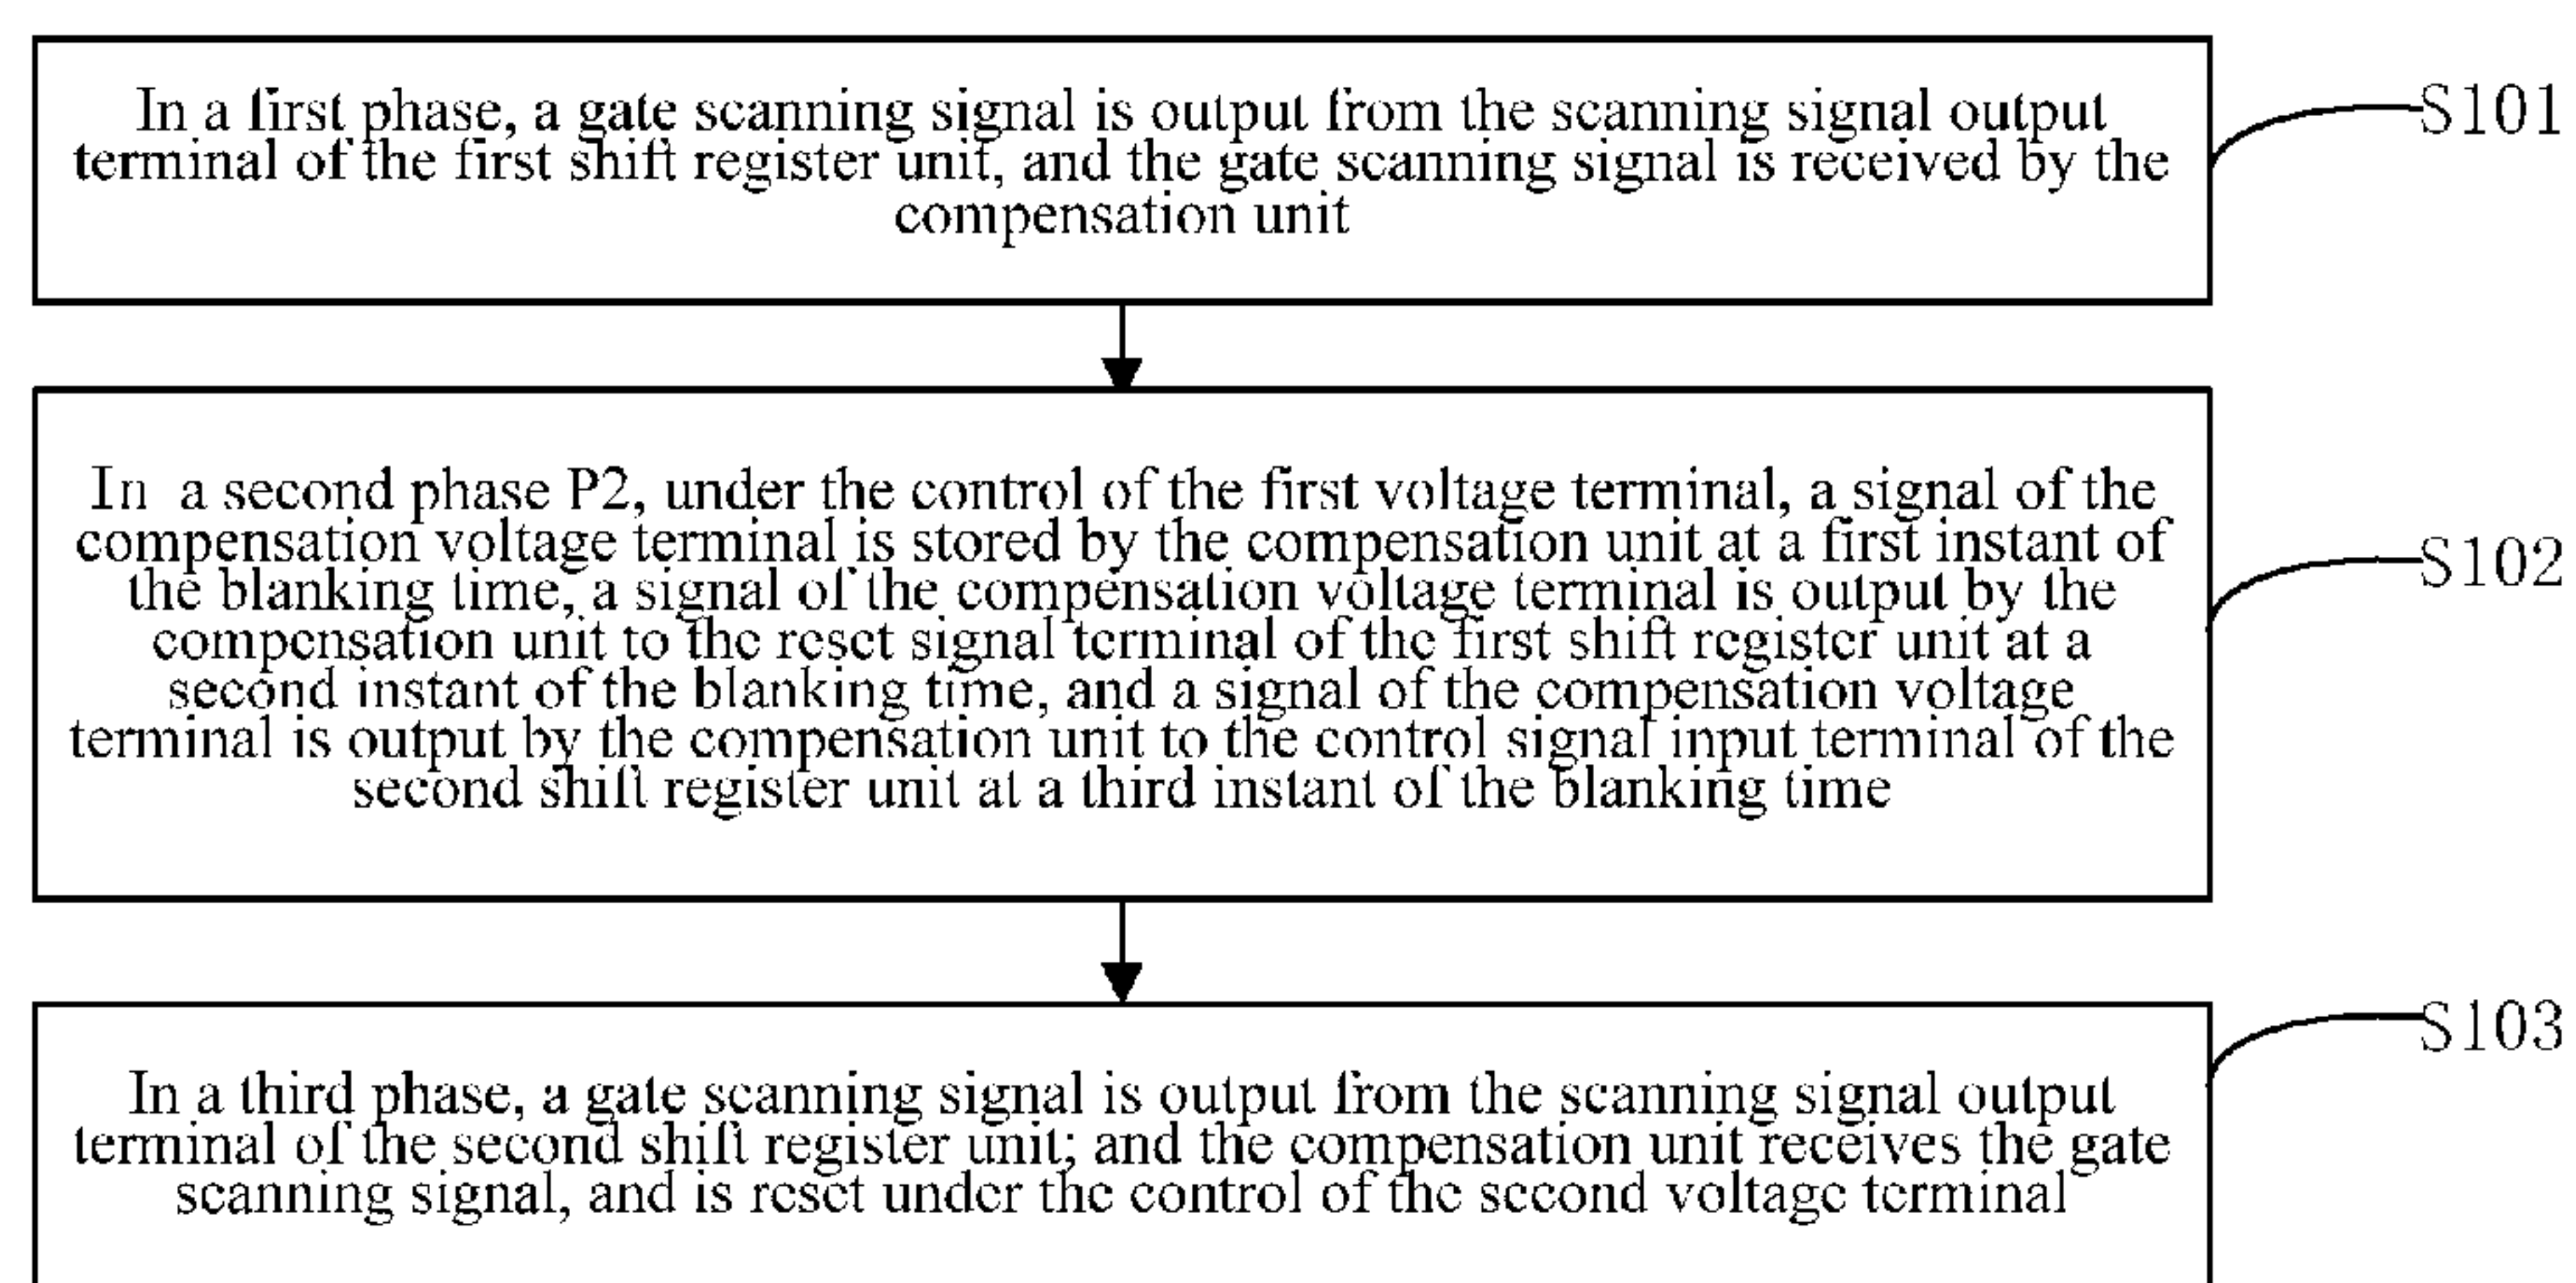 In a first phase, a gate scanning signal is output from the scanning signal output
terminal of the first shift register unit, and the gate scanning signal is received by the
compensation unit
S101
In a second phase P2, under the control of the first voltage terminal, a signal of the
compensation voltage terminal is stored by the compensation unit at a first instant of
the blanking time, a signal of the compensation voltage terminal is output by the
compensation unit to the reset signal terminal of the first shift register unit at a
second instant of the blanking time, and a signal of the compensation voltage
terminal is output by the compensation unit to the control signal input terminal of the
second shift register unit at a third instant of the blanking time
S102
In a third phase, a gate scanning signal is output from the scanning signal output
terminal of the second shift register unit; and the compensation unit receives the gate
scanning signal, and is reset under the control of the second voltage terminal
S103